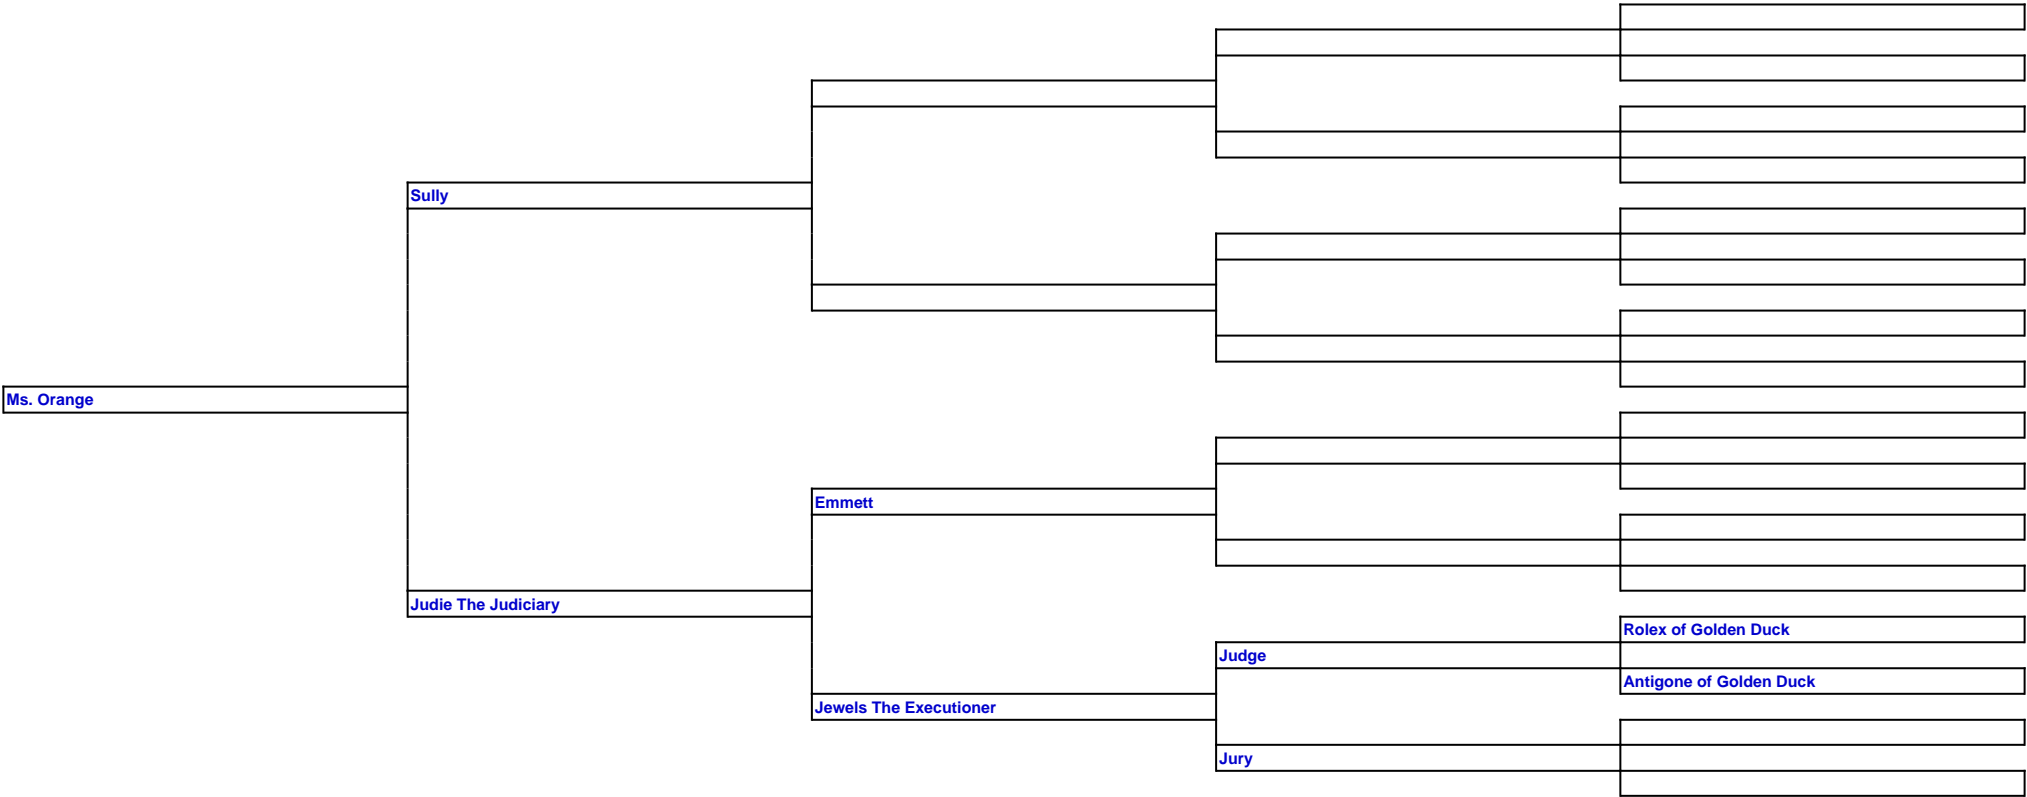 Sully
Ms. Orange
Emmett
Judie The Judiciary
Rolex of Golden Duck
Judge
Antigone of Golden Duck
Jewels The Executioner
Jury